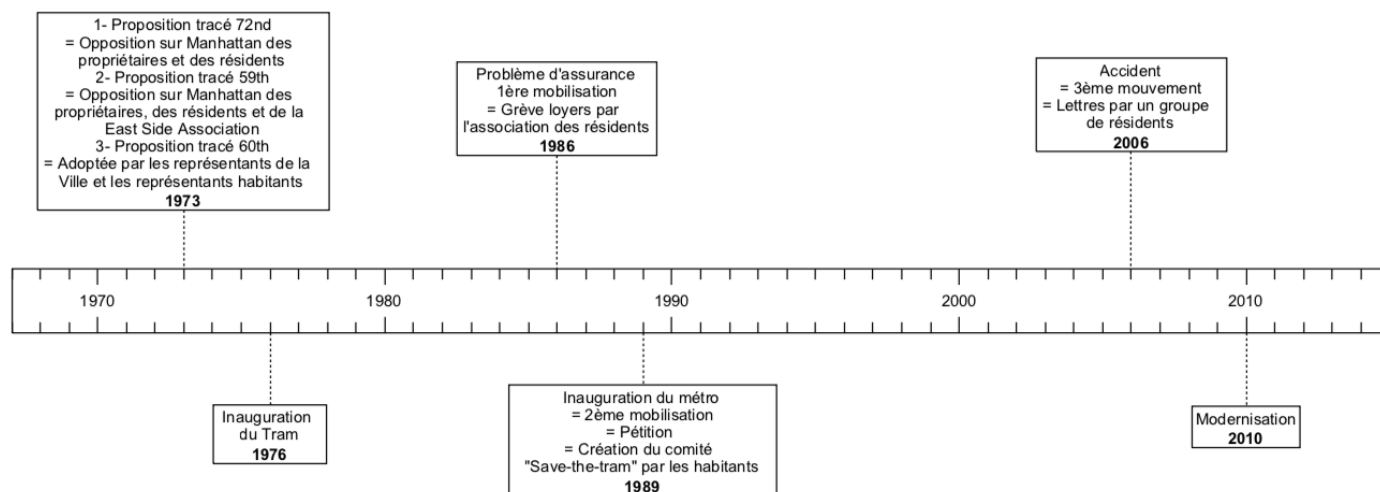 1- Proposition tracé 72nd
= Opposition sur Manhattan des
propriétaires et des résidents
2- Proposition tracé 59th
= Opposition sur Manhattan des
propriétaires, des résidents et de la
East Side Association
3- Proposition tracé 60th
= Adoptée par les représentants de la
Ville et les représentants habitants
1973
Problème d'assurance
1ère mobilisation
= Grève loyers par
l'association des résidents
1986
Accident
= 3ème mouvement
= Lettres par un groupe
de résidents
2006
1970
1980
1990
2000
2010
Inauguration
du Tram
1976
Inauguration du métro
= 2ème mobilisation
= Pétition
= Création du comité
"Save-the-tram" par les habitants
1989
Modernisation
2010